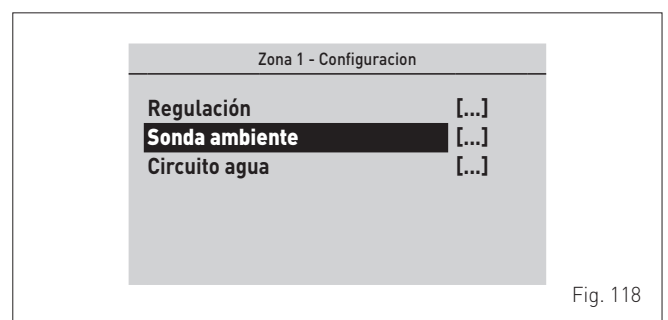 Zona 1 - Configuracion
Regulación [...]
Sonda ambiente [...]
Circuito agua [...]
Fig. 118